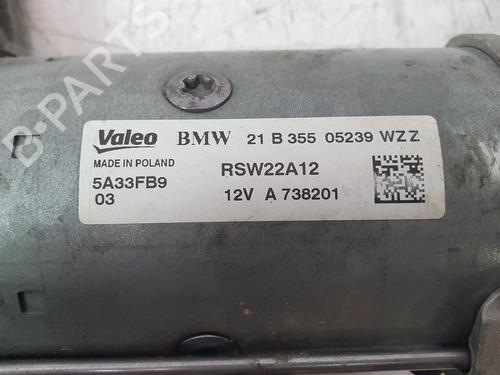 Valeo BMW 21 B 355 05239 WZZ
MADE IN POLAND RSW22A12
5A33FB9
03 12V A 738201
B-PARTS